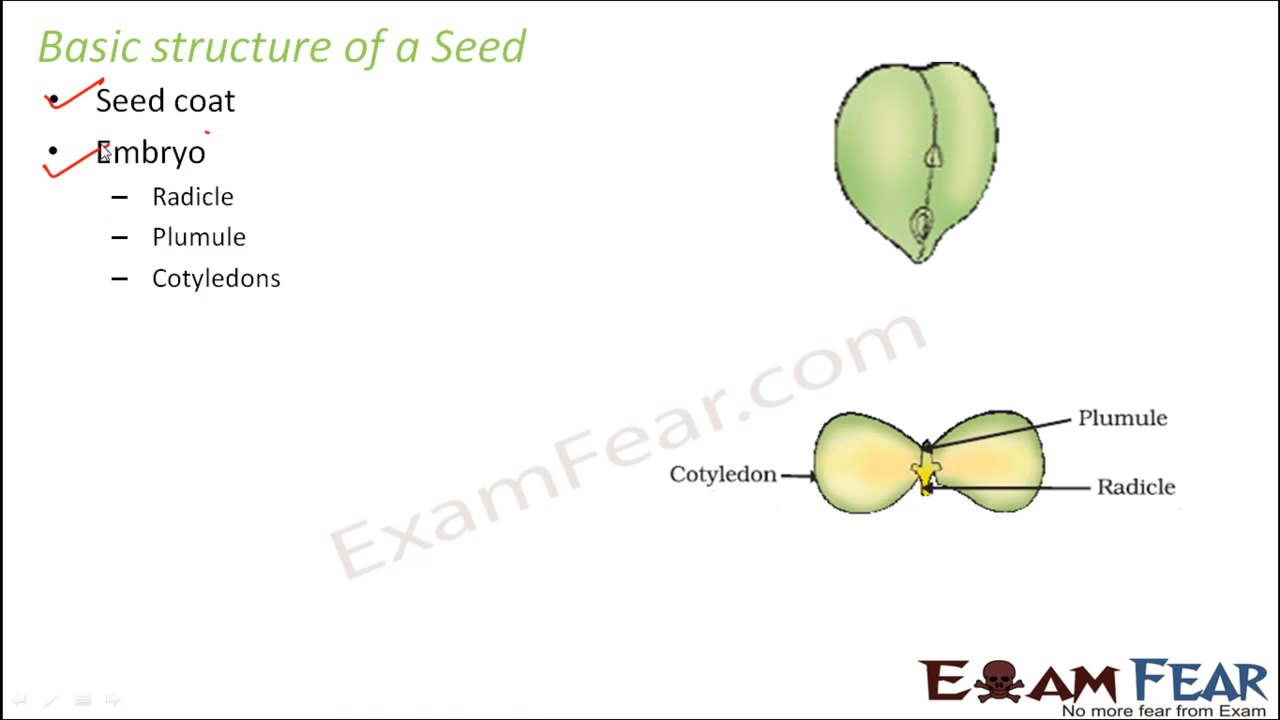 Basic structure of a Seed
• Seed coat
• Embryo
– Radicle
– Plumule
– Cotyledons
ExamFear.com
Plumule
Cotyledon
Radicle
EXAM FEAR
No more fear from Exam